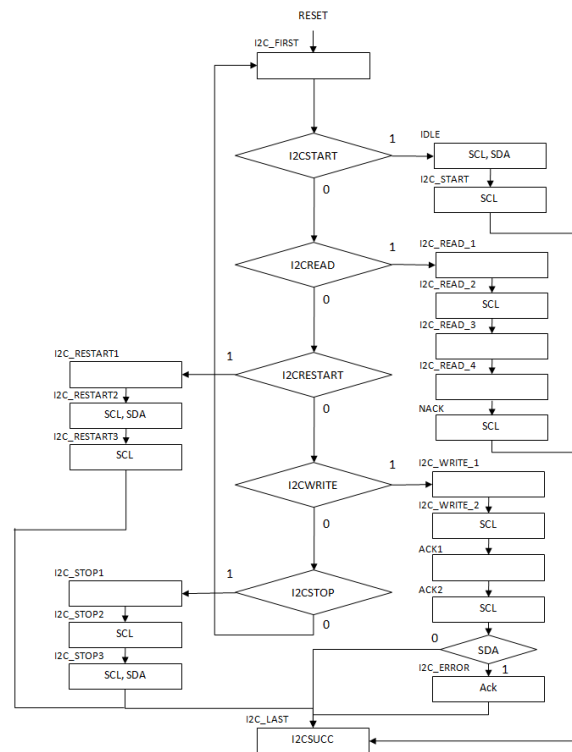 RESET
I2C_FIRST
I2CSTART
1
0
IDLE
SCL, SDA
I2C_START
SCL
I2CREAD
1
0
I2C_READ_1
I2C_READ_2
SCL
I2C_READ_3
I2C_READ_4
NACK
SCL
I2CRESTART
1
0
I2C_RESTART1
I2C_RESTART2
SCL, SDA
I2C_RESTART3
SCL
I2CWRITE
1
0
I2C_WRITE_1
I2C_WRITE_2
SCL
ACK1
ACK2
SCL
SDA
0
1
I2C_ERROR
Ack
I2CSTOP
1
0
I2C_STOP1
I2C_STOP2
SCL
I2C_STOP3
SCL, SDA
I2C_LAST
I2CSUCC